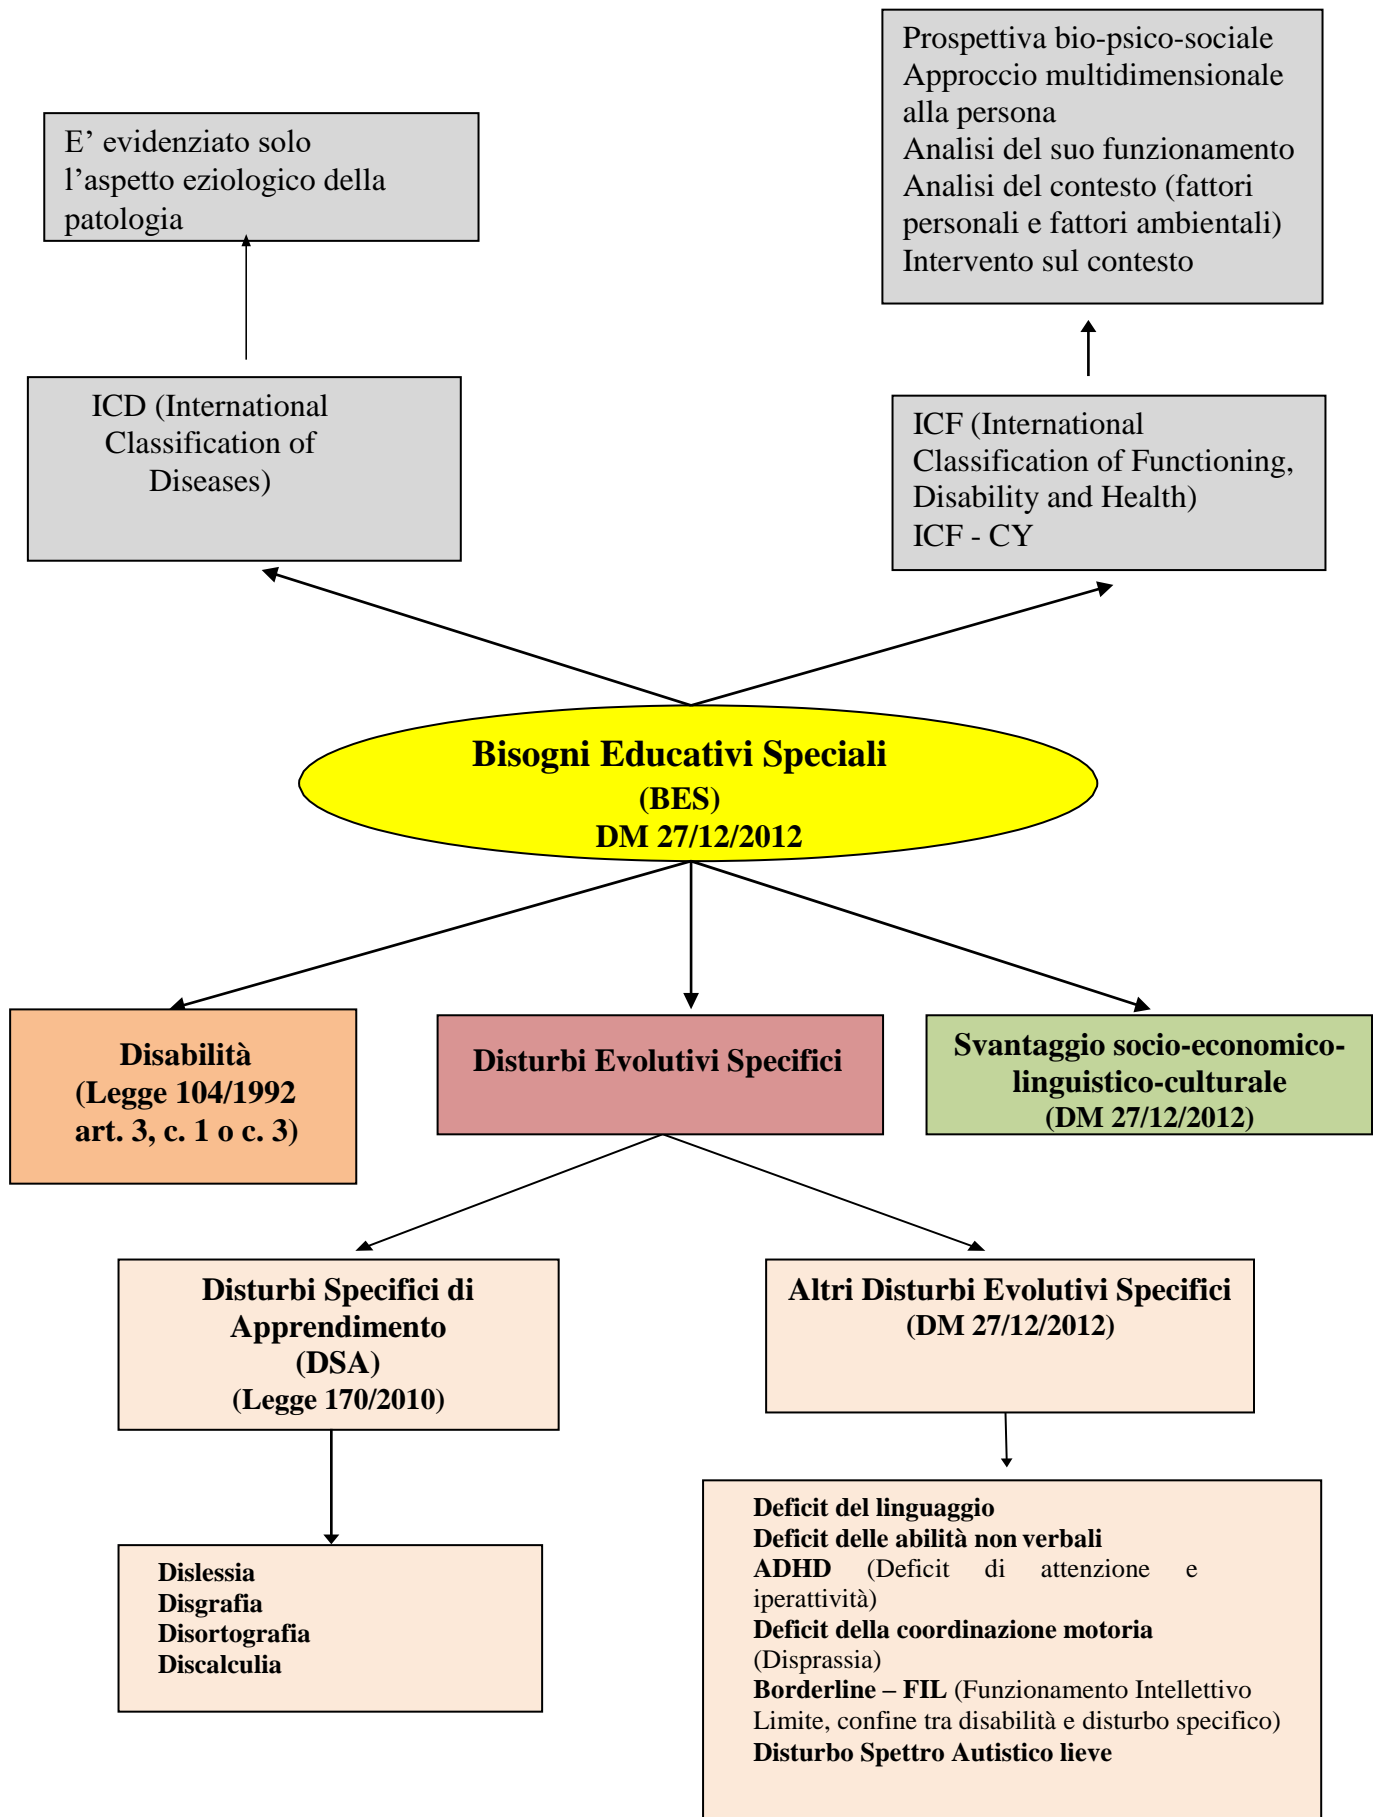 Prospettiva bio-psico-sociale
Approccio multidimensionale
alla persona
Analisi del suo funzionamento
Analisi del contesto (fattori
personali e fattori ambientali)
Intervento sul contesto
E’ evidenziato solo
l’aspetto eziologico della
patologia
ICD (International
Classification of
Diseases)
ICF (International
Classification of Functioning,
Disability and Health)
ICF - CY
Bisogni Educativi Speciali
(BES)
DM 27/12/2012
Disabilità
(Legge 104/1992
art. 3, c. 1 o c. 3)
Disturbi Evolutivi Specifici
Svantaggio socio-economico-
linguistico-culturale
(DM 27/12/2012)
Disturbi Specifici di
Apprendimento
(DSA)
(Legge 170/2010)
Altri Disturbi Evolutivi Specifici
(DM 27/12/2012)
Dislessia
Disgrafia
Disortografia
Discalculia
Deficit del linguaggio
Deficit delle abilità non verbali
ADHD (Deficit di attenzione e
iperattività)
Deficit della coordinazione motoria
(Disprassia)
Borderline – FIL (Funzionamento Intellettivo
Limite, confine tra disabilità e disturbo specifico)
Disturbo Spettro Autistico lieve